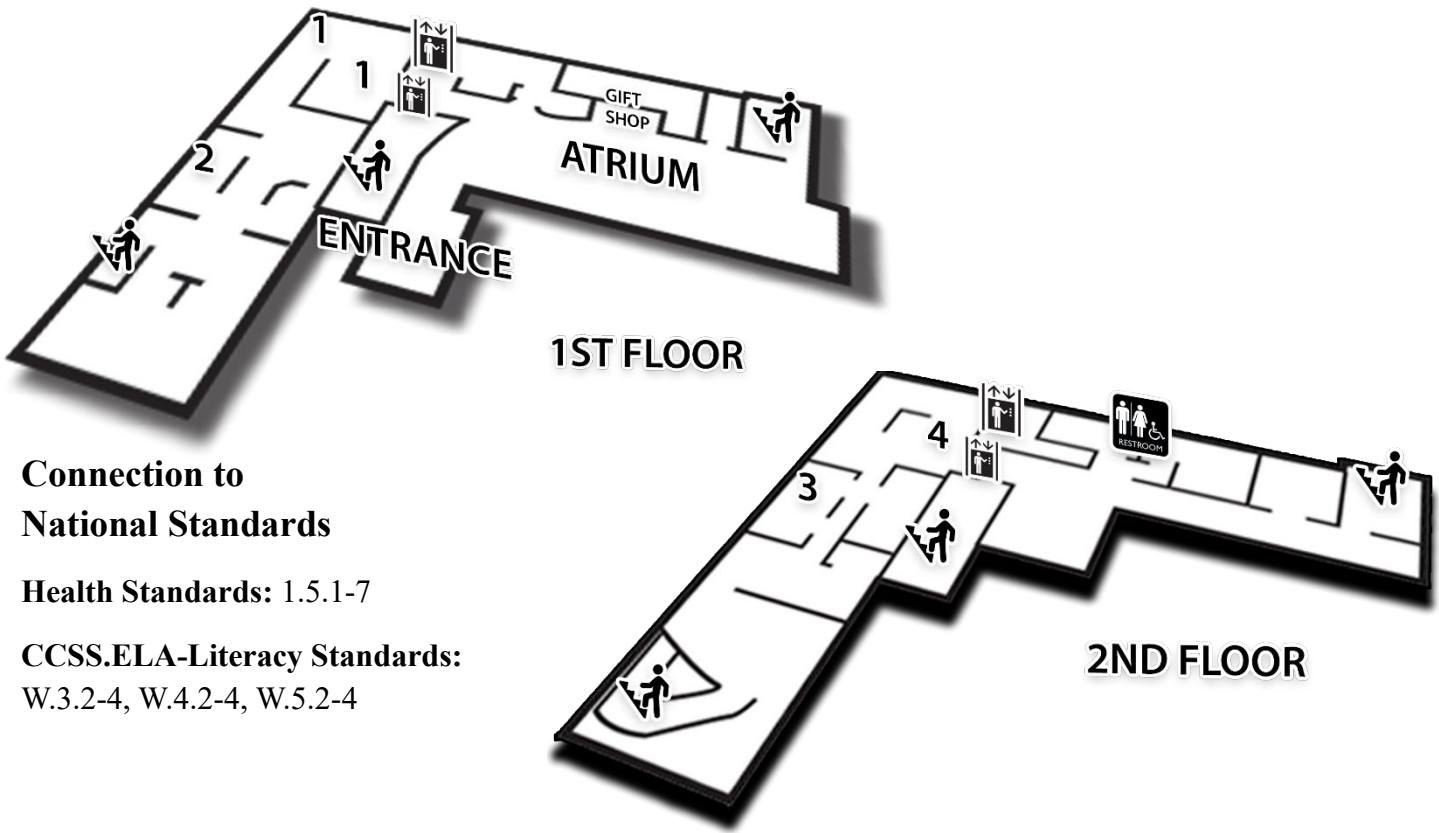 1
1
GIFT
SHOP
ATRIUM
2
ENTRANCE
1ST FLOOR
4
RESTROOM
3
2ND FLOOR
Connection to
National Standards
Health Standards: 1.5.1-7
CCSS.ELA-Literacy Standards:
W.3.2-4, W.4.2-4, W.5.2-4